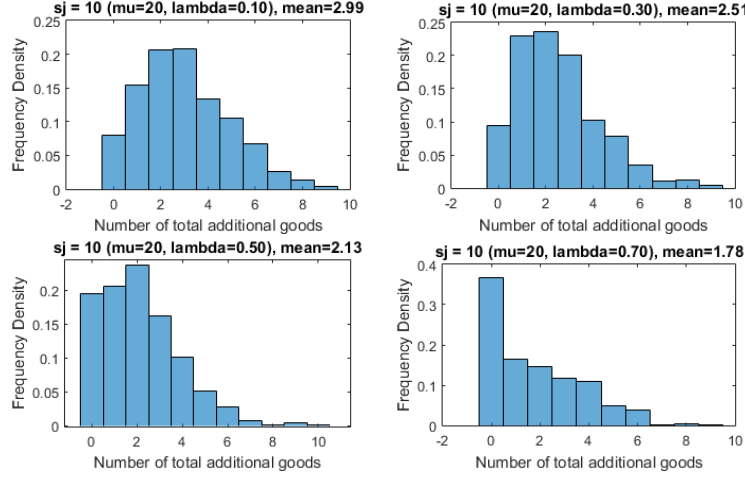 sj = 10 (mu=20, lambda=0.10), mean=2.99
0.25
0.2
0.15
0.1
0.05
0
Frequency Density
-2 0 2 4 6 8 10
Number of total additional goods
sj = 10 (mu=20, lambda=0.30), mean=2.51
0.25
0.2
0.15
0.1
0.05
0
Frequency Density
-2 0 2 4 6 8 10
Number of total additional goods
sj = 10 (mu=20, lambda=0.50), mean=2.13
0.2
0.15
0.1
0.05
0
Frequency Density
0 2 4 6 8 10
Number of total additional goods
sj = 10 (mu=20, lambda=0.70), mean=1.78
0.4
0.3
0.2
0.1
0
Frequency Density
-2 0 2 4 6 8 10
Number of total additional goods